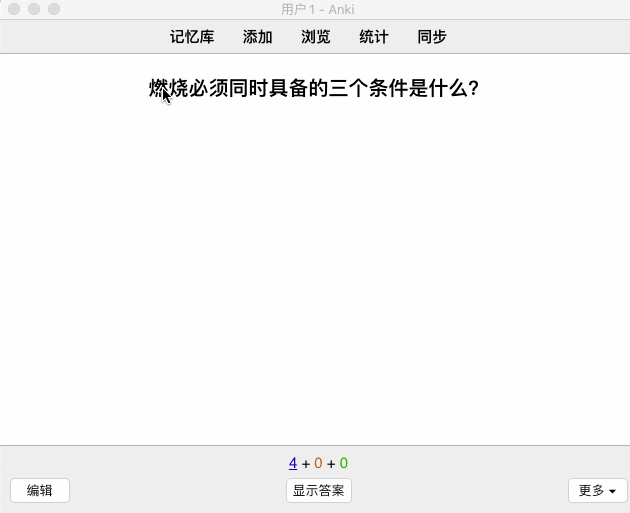 用户1 - Anki
记忆库 添加 浏览 统计 同步
燃烧必须同时具备的三个条件是什么?
4 + 0 + 0
编辑 显示答案 更多